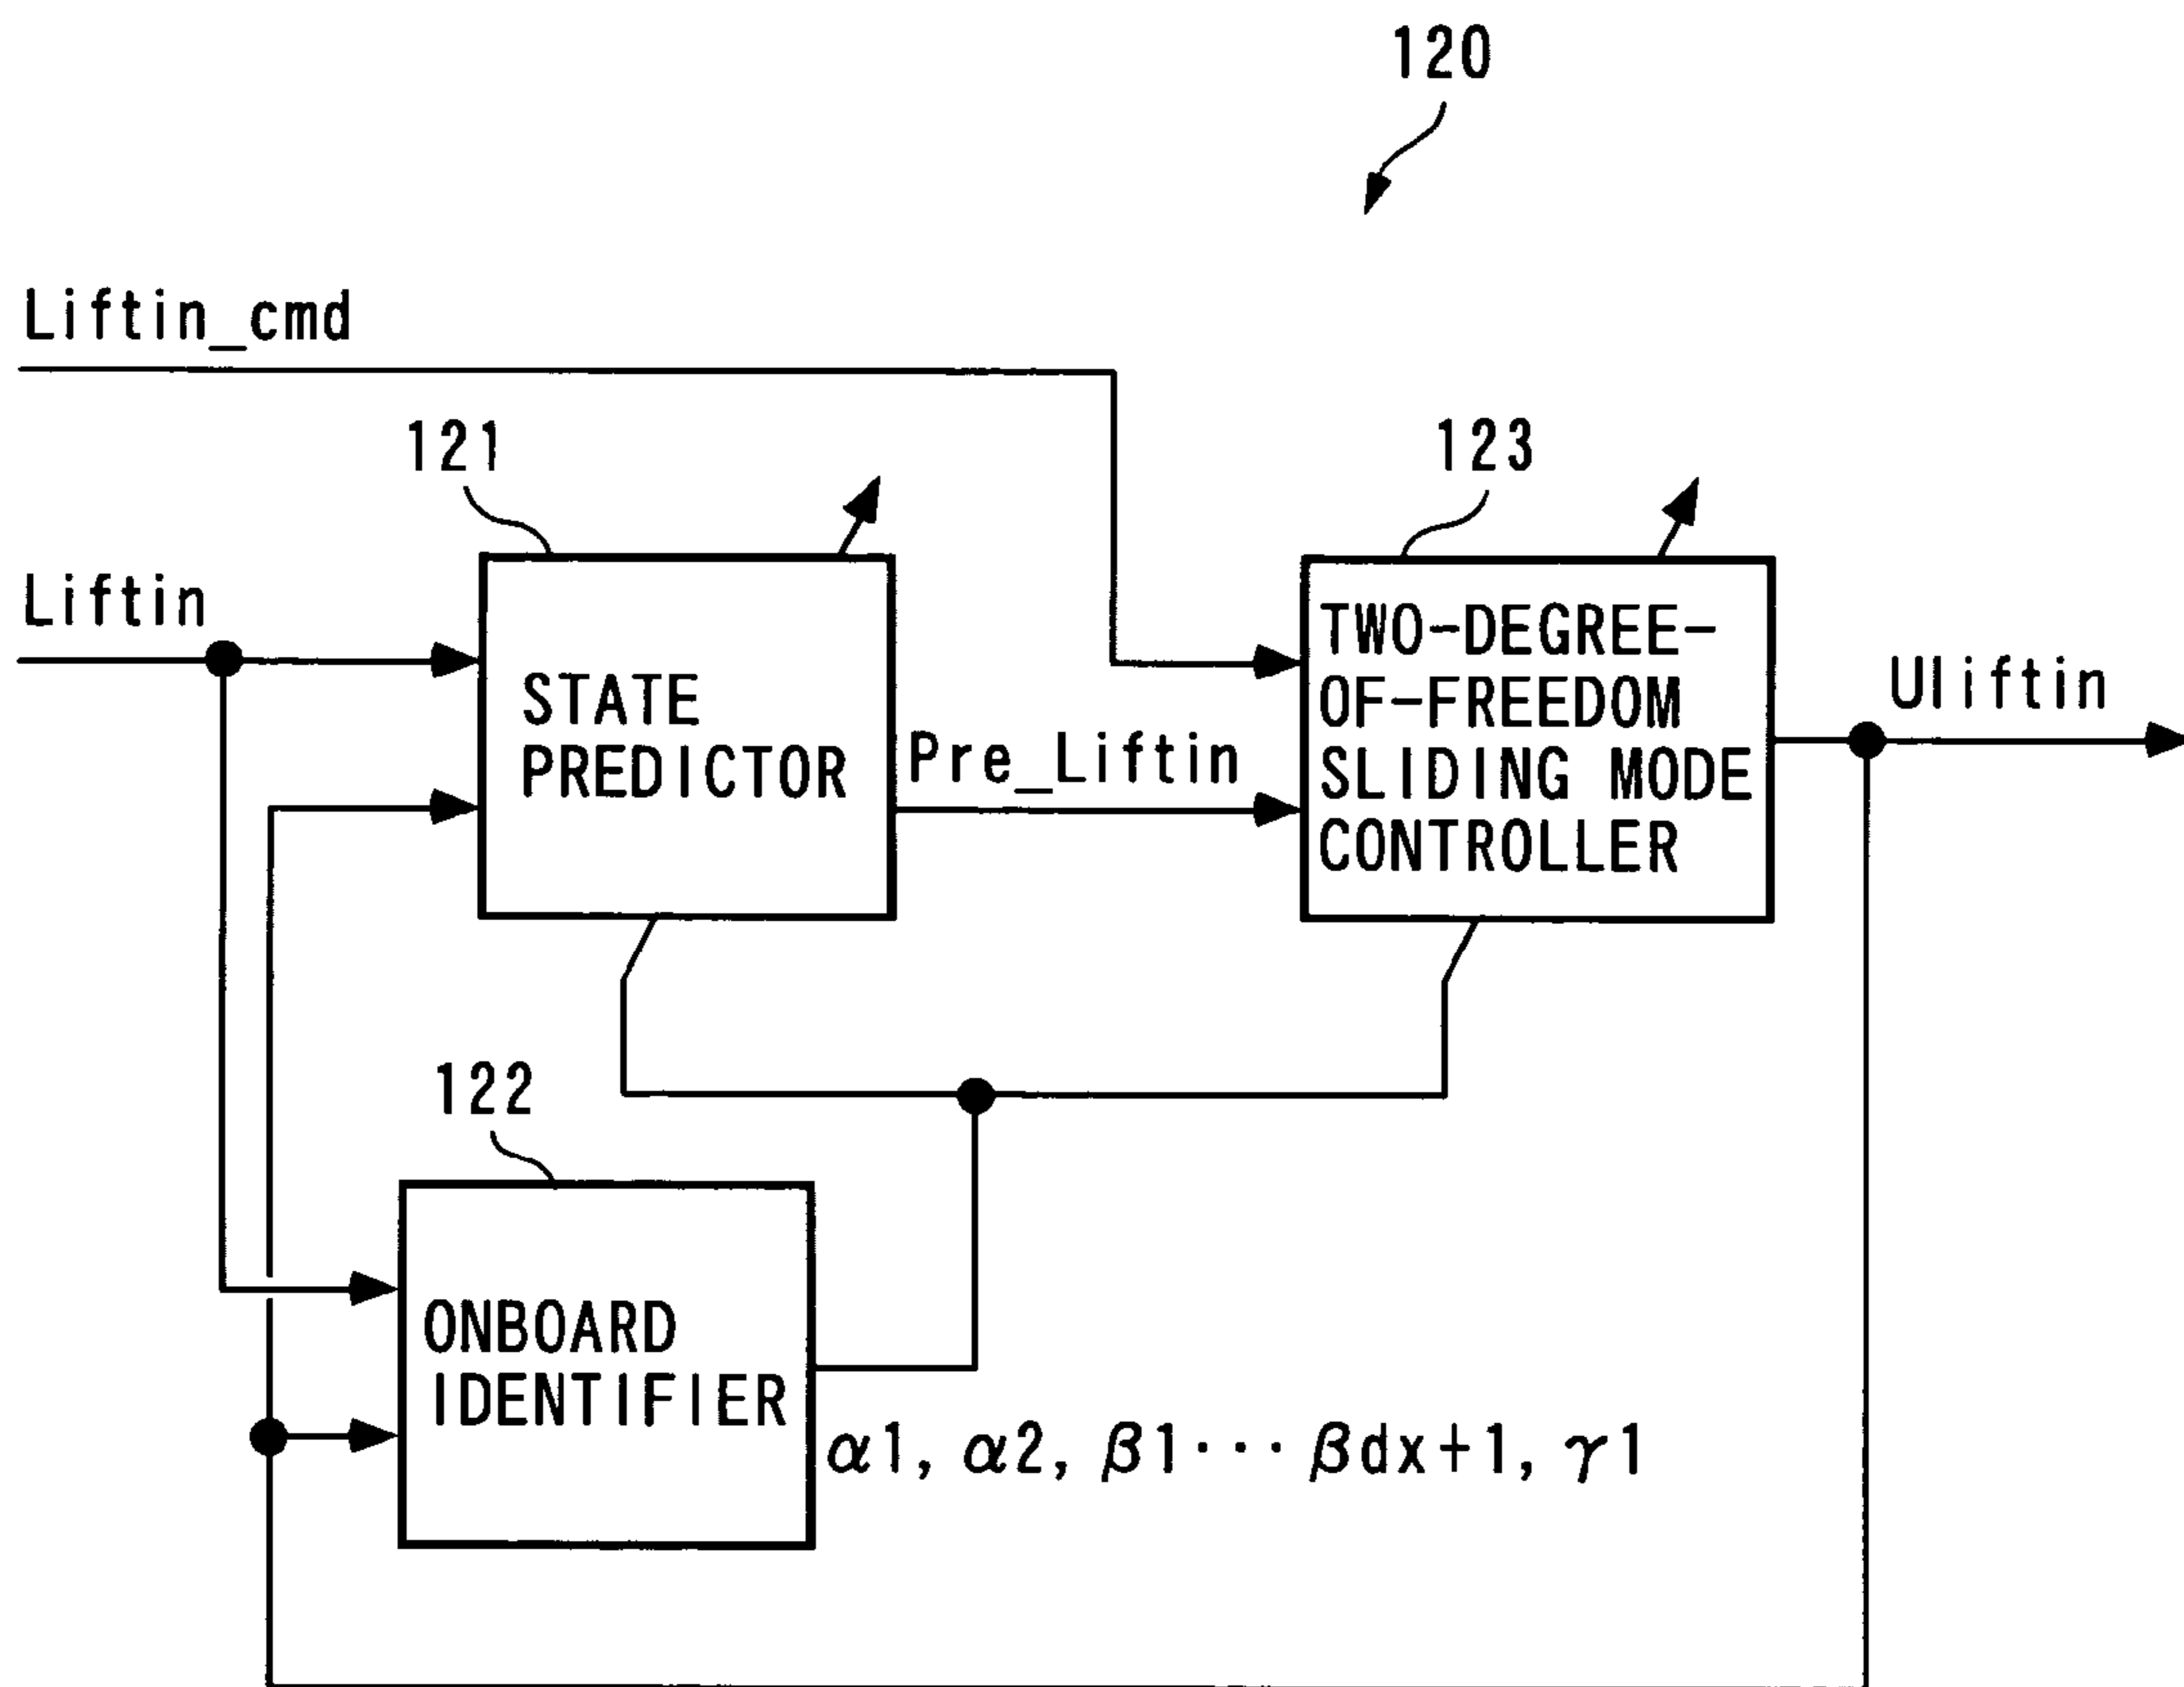 120
Liftin_cmd
121
123
Liftin
STATE
PREDICTOR
Pre_Liftin
TWO-DEGREE-
OF-FREEDOM
SLIDING MODE
CONTROLLER
Uliftin
122
ONBOARD
IDENTIFIER
α1, α2, β1··· βdx+1, γ1